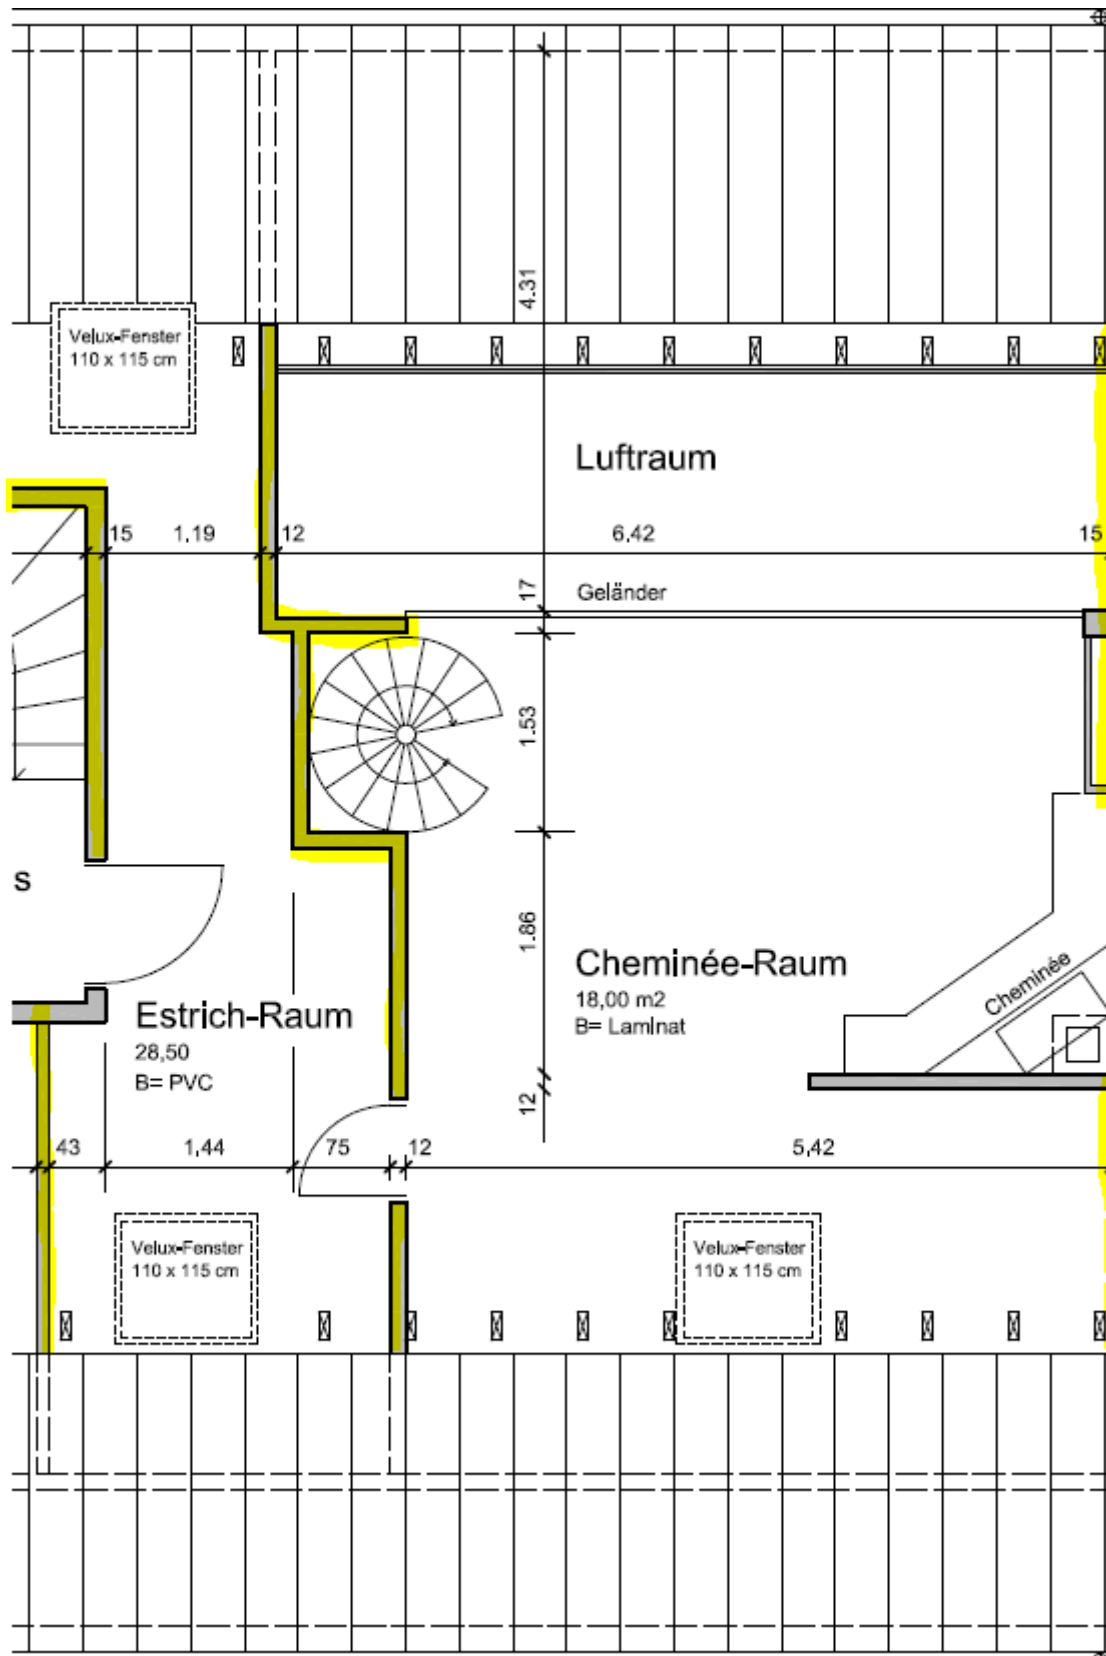 4.31
Velux-Fenster
110 x 115 cm
Luftraum
15
1.19
12
6.42
15
17
Geländer
1.53
s
1.86
Cheminée-Raum
18,00 m2
B= Laminat
Cheminée
Estrich-Raum
28,50
B= PVC
12
43
1,44
75
12
5,42
Velux-Fenster
110 x 115 cm
Velux-Fenster
110 x 115 cm